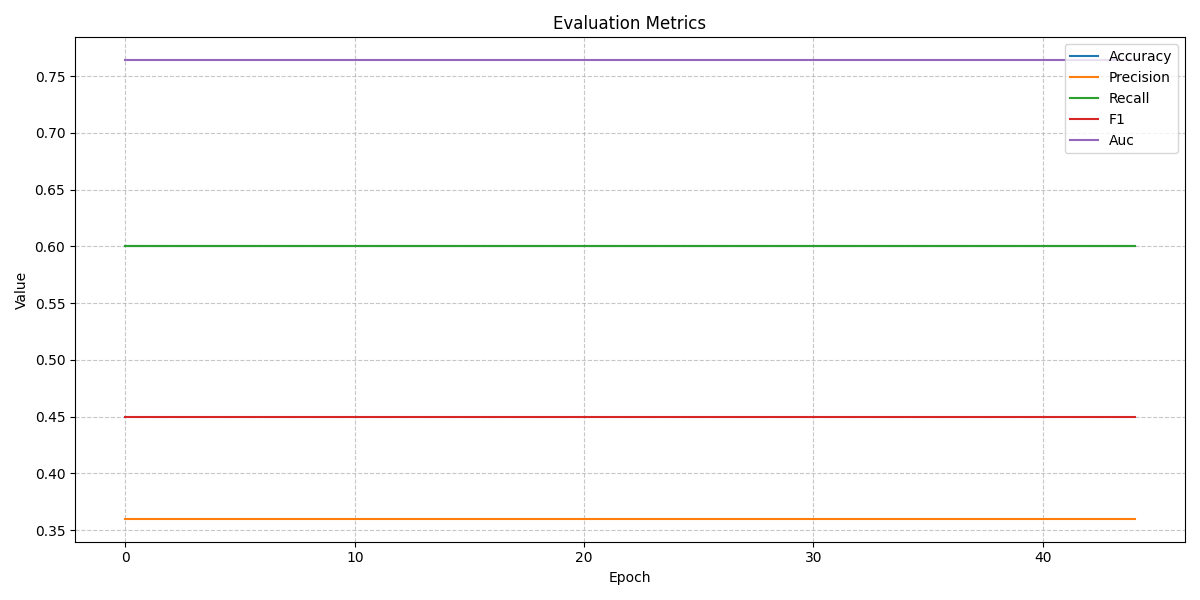 Evaluation Metrics
Accuracy
Precision
Recall
F1
Auc
Value
0.75
0.70
0.65
0.60
0.55
0.50
0.45
0.40
0.35
0 10 20 30 40
Epoch